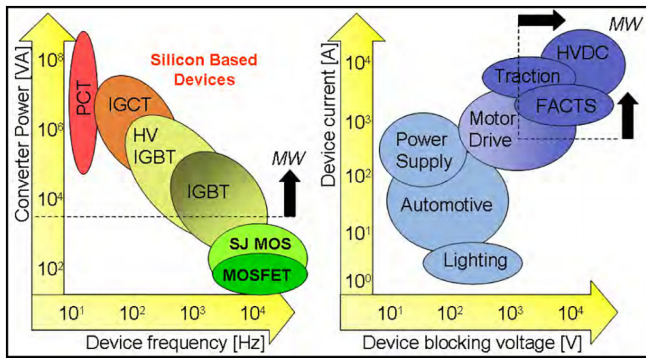 Silicon Based
Devices
Converter Power [VA]
10⁸
10⁶
10⁴
10²
PCT
IGCT
HV
IGBT
IGBT
MW
SJ MOS
MOSFET
10¹
10²
10³
10⁴
Device frequency [Hz]
Device current [A]
10⁴
10³
10²
10¹
10⁰
MW
HVDC
Traction
FACTS
Motor
Drive
Power
Supply
Automotive
Lighting
10¹
10²
10³
10⁴
Device blocking voltage [V]